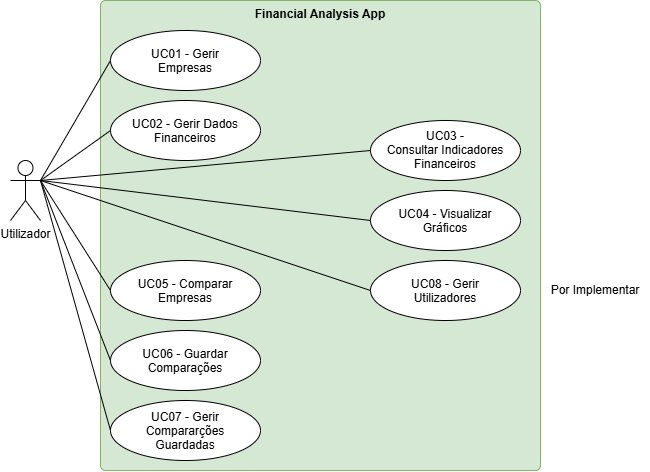 Financial Analysis App
UC01 - Gerir
Empresas
UC02 - Gerir Dados
Financeiros
UC03 -
Consultar Indicadores
Financeiros
UC04 - Visualizar
Gráficos
Utilizador
UC05 - Comparar
Empresas
UC08 - Gerir
Utilizadores
Por Implementar
UC06 - Guardar
Comparações
UC07 - Gerir
Compararções
Guardadas